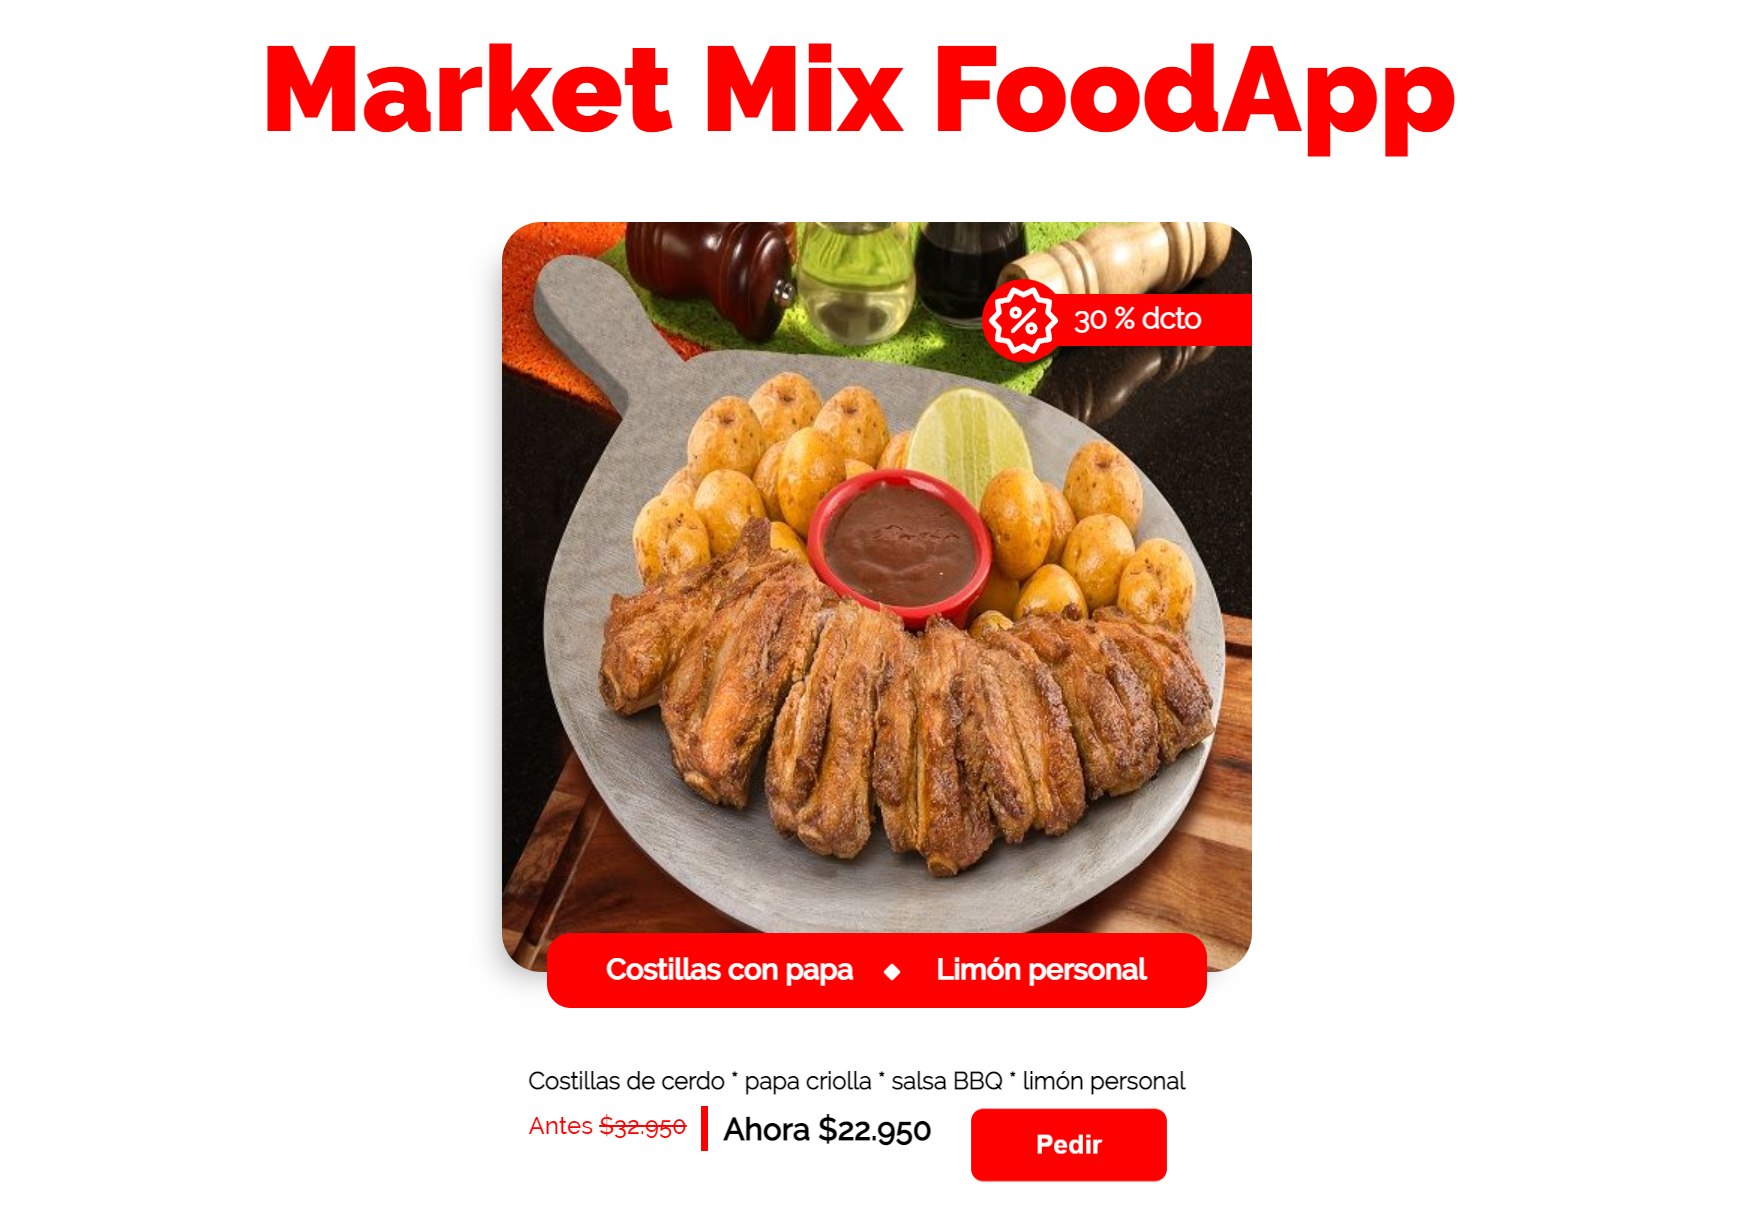 Market Mix FoodApp
30 % dcto
Costillas con papa ◆ Limón personal
Costillas de cerdo * papa criolla * salsa BBQ * limón personal
Antes $32.950 | Ahora $22.950
Pedir